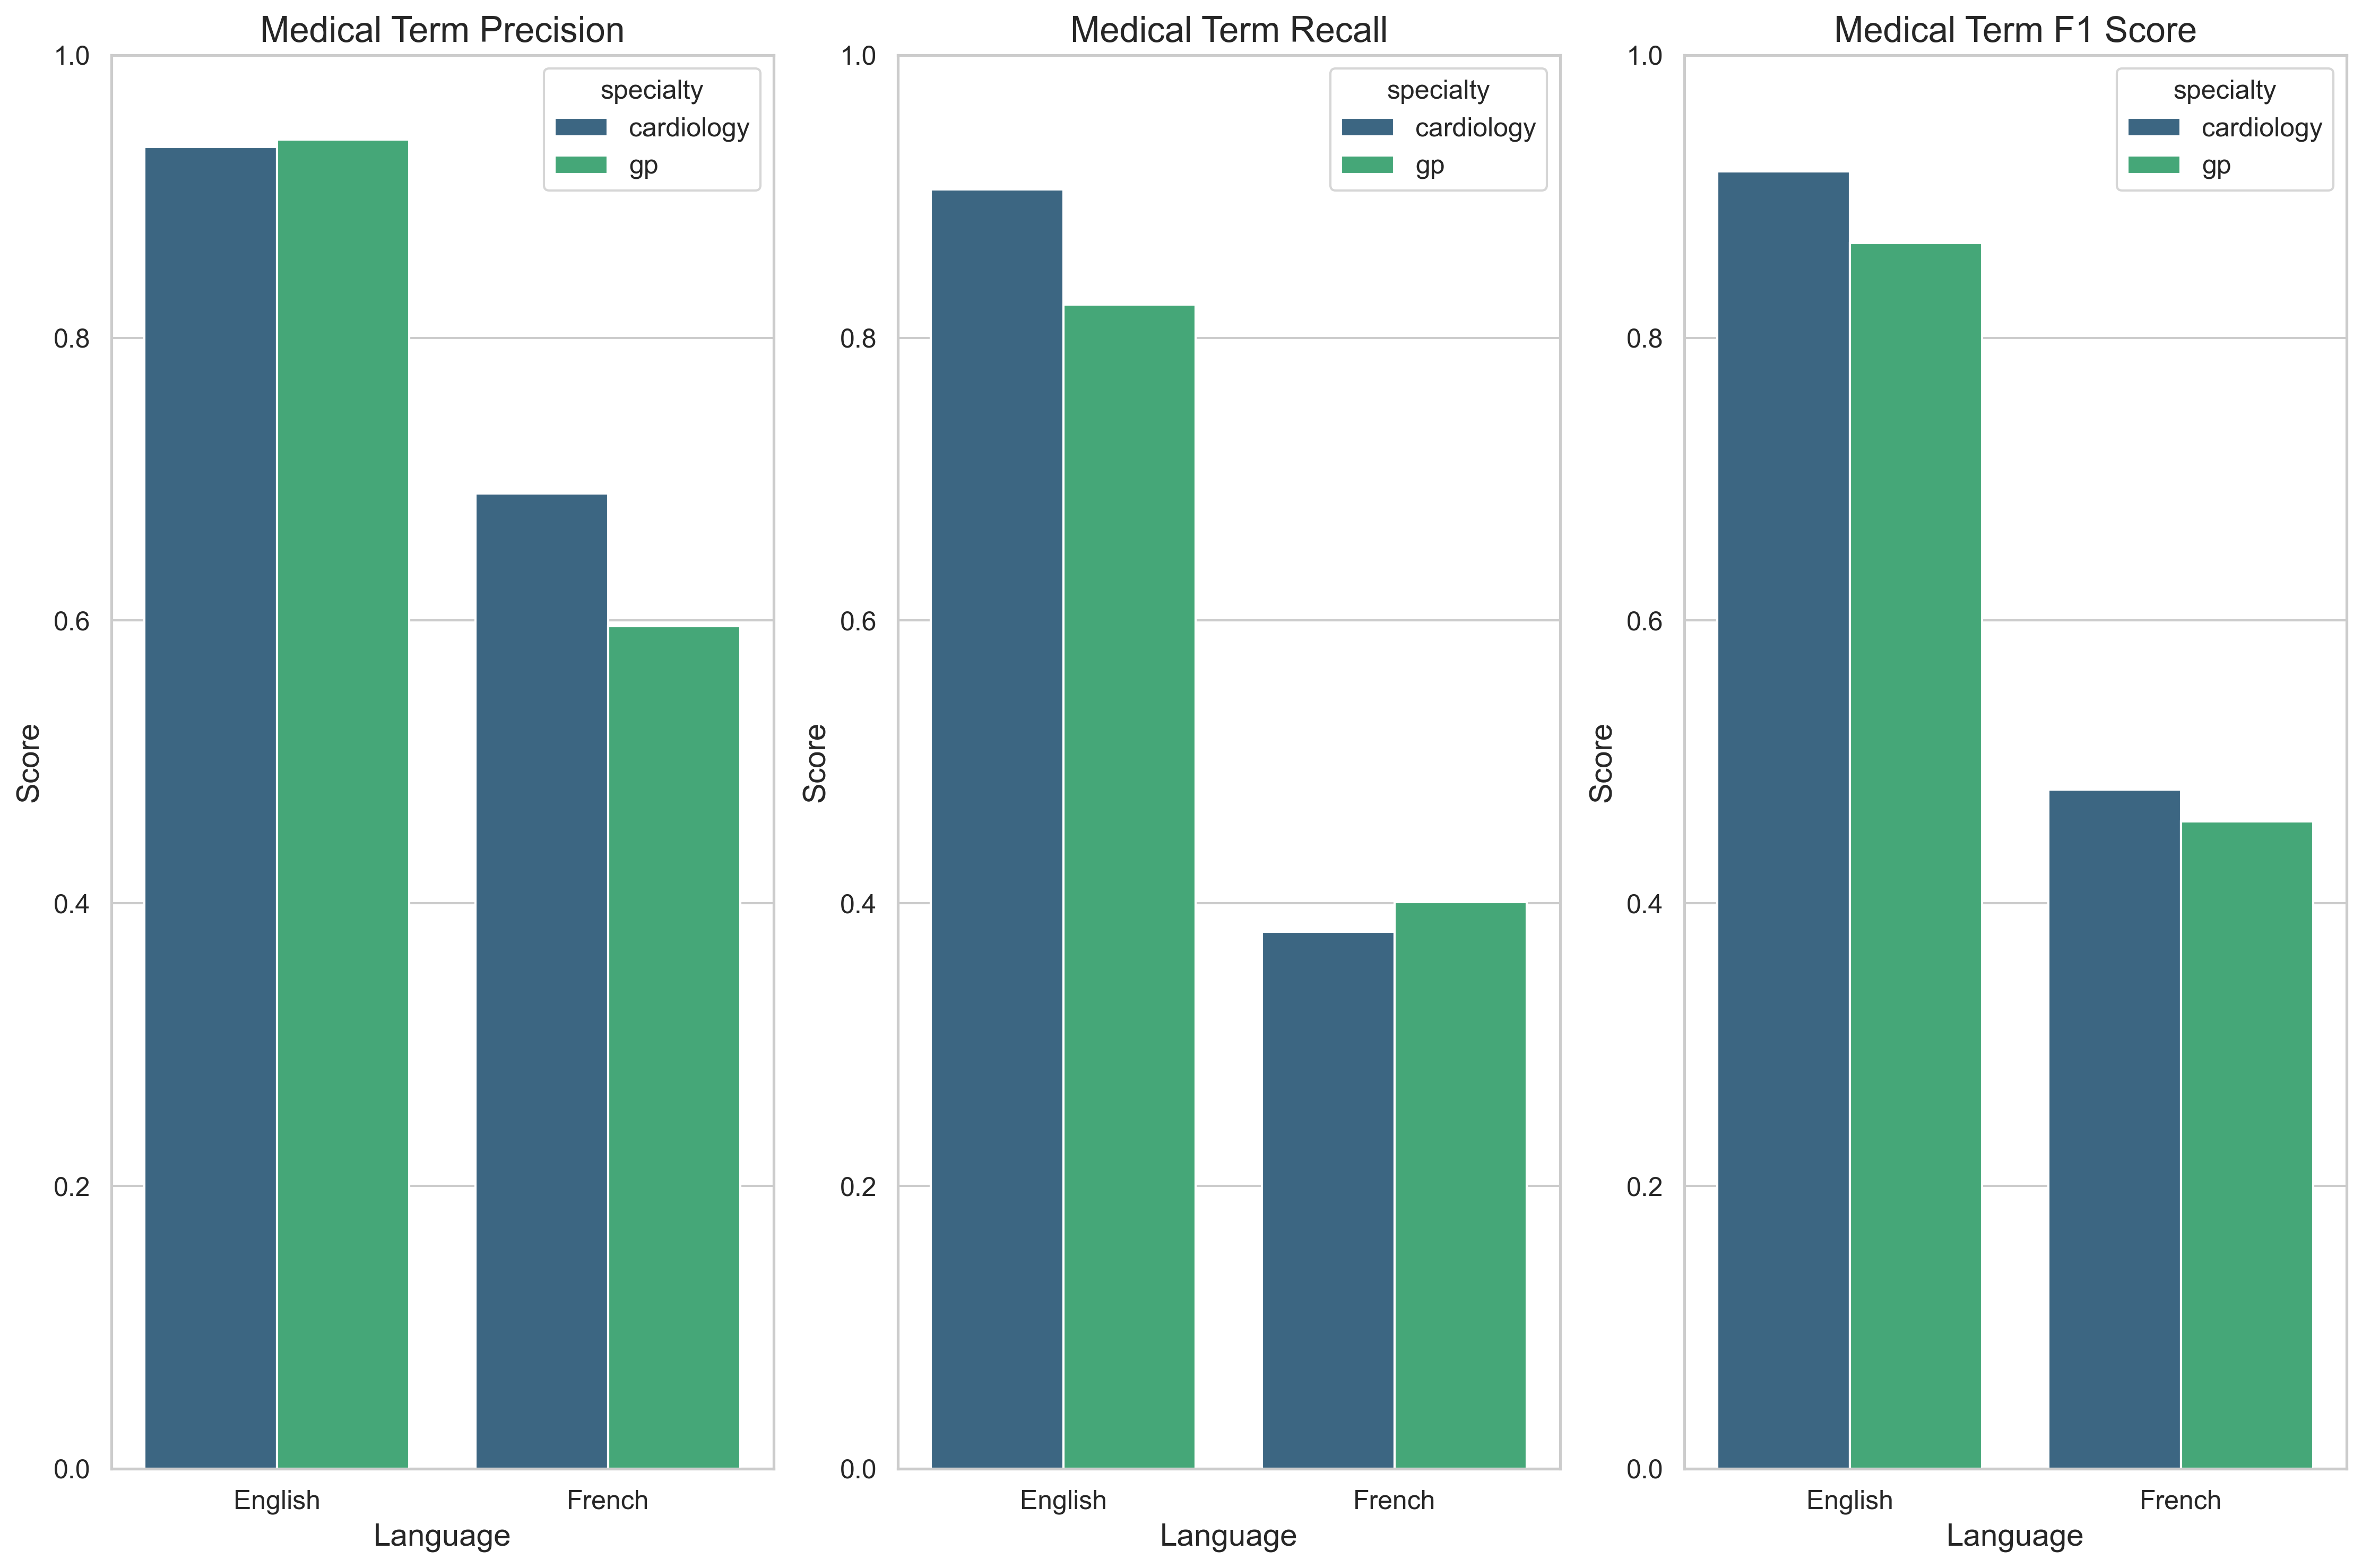 Medical Term Precision
1.0
0.8
0.6
0.4
0.2
0.0
Score
specialty
cardiology
gp
English
French
Language
Medical Term Recall
1.0
0.8
0.6
0.4
0.2
0.0
Score
specialty
cardiology
gp
English
French
Language
Medical Term F1 Score
1.0
0.8
0.6
0.4
0.2
0.0
Score
specialty
cardiology
gp
English
French
Language